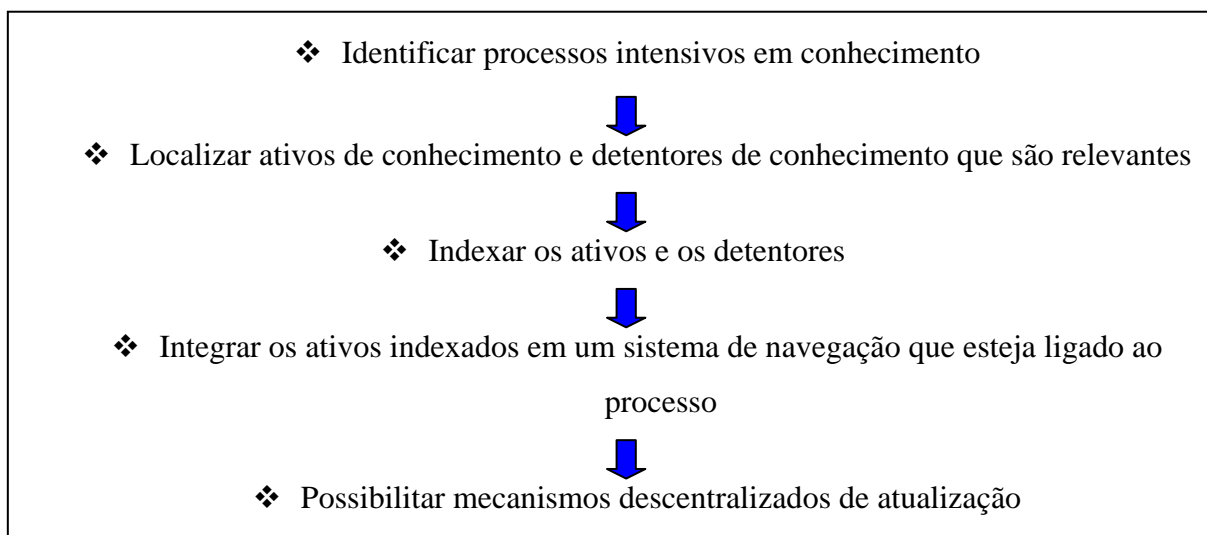 ❖ Identificar processos intensivos em conhecimento
❖ Localizar ativos de conhecimento e detentores de conhecimento que são relevantes
❖ Indexar os ativos e os detentores
❖ Integrar os ativos indexados em um sistema de navegação que esteja ligado ao
processo
❖ Possibilitar mecanismos descentralizados de atualização